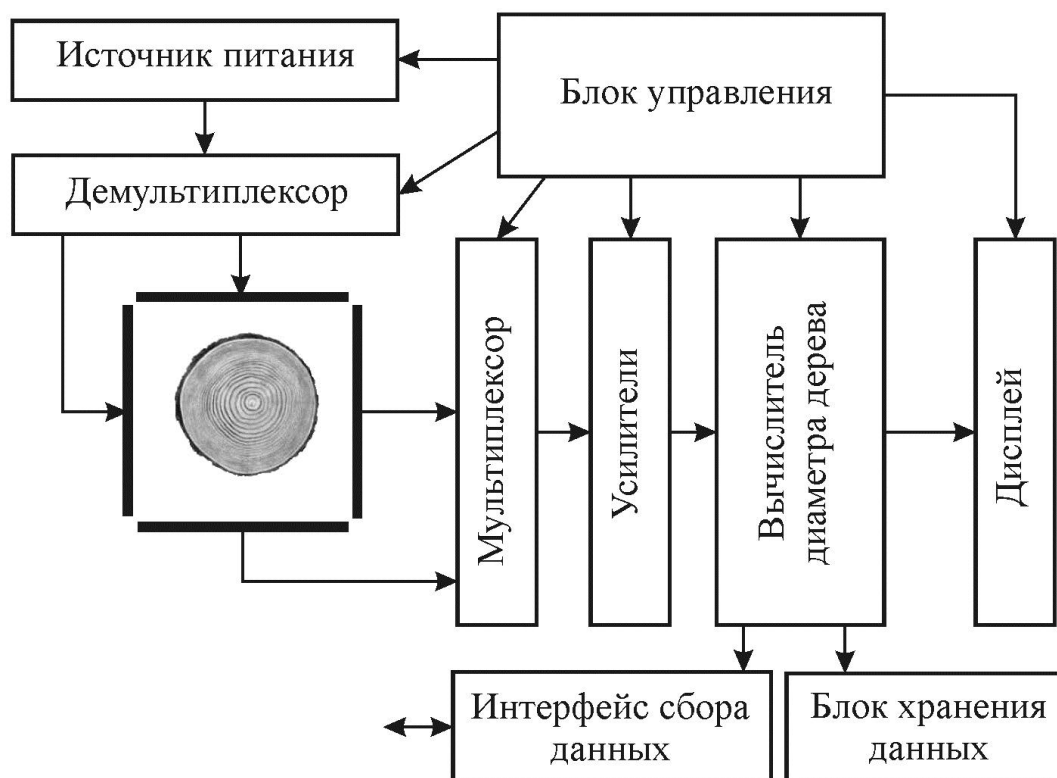 Источник питания
Блок управления
Демультиплексор
Мультиплексор
Усилители
Вычислитель
диаметра дерева
Дисплей
Интерфейс сбора
данных
Блок хранения
данных